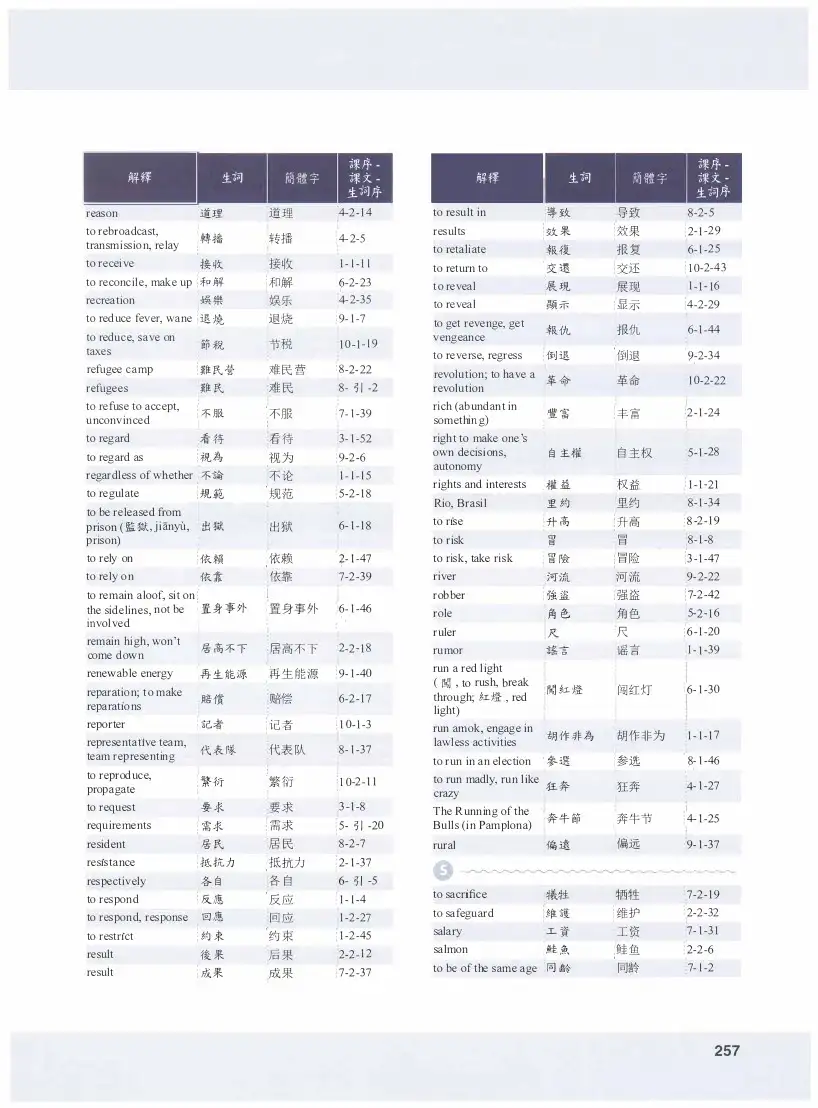 解釋 生詞 簡體字 課序-
課文-
生詞序
reason 道理 道理 4-2-14
to rebroadcast,
transmission, relay 轉播 转播 4-2-5
to receive 接收 接收 1-1-11
to reconcile, make up 和解 和解 6-2-23
recreation 娛樂 娱乐 4-2-35
to reduce fever, wane 退燒 退烧 9-1-7
to reduce, save on
taxes 節稅 节税 10-1-19
refugee camp 難民營 难民营 8-2-22
refugees 難民 难民 8- 引 -2
to refuse to accept,
unconvinced 不服 不服 7-1-39
to regard 看待 看待 3-1-52
to regard as 視為 视为 9-2-6
regardless of whether 不論 不论 1-1-15
to regulate 規範 规范 5-2-18
to be released from
prison (監獄, jiānyù,
prison) 出獄 出狱 6-1-18
to rely on 依賴 依赖 2-1-47
to rely on 依靠 依靠 7-2-39
to remain aloof, sit on
the sidelines, not be
involved 置身事外 置身事外 6-1-46
remain high, won't
come down 居高不下 居高不下 2-2-18
renewable energy 再生能源 再生能源 9-1-40
reparation; to make
reparations 賠償 赔偿 6-2-17
reporter 記者 记者 10-1-3
representative team,
team representing 代表隊 代表队 8-1-37
to reproduce,
propagate 繁衍 繁衍 10-2-11
to request 要求 要求 3-1-8
requirements 需求 需求 5- 引 -20
resident 居民 居民 8-2-7
resistance 抵抗力 抵抗力 2-1-37
respectively 各自 各自 6- 引 -5
to respond 反應 反应 1-1-4
to respond, response 回應 回应 1-2-27
to restrict 約束 约束 1-2-45
result 後果 后果 2-2-12
result 成果 成果 7-2-37
解釋 生詞 簡體字 課序-
課文-
生詞序
to result in 導致 导致 8-2-5
results 效果 效果 2-1-29
to retaliate 報復 报复 6-1-25
to return to 交還 交还 10-2-43
to reveal 展現 展现 1-1-16
to reveal 顯示 显示 4-2-29
to get revenge, get
vengeance 報仇 报仇 6-1-44
to reverse, regress 倒退 倒退 9-2-34
revolution; to have a
revolution 革命 革命 10-2-22
rich (abundant in
something) 豐富 丰富 2-1-24
right to make one's
own decisions,
autonomy 自主權 自主权 5-1-28
rights and interests 權益 权益 1-1-21
Rio, Brasil 里約 里约 8-1-34
to rise 升高 升高 8-2-19
to risk 冒 冒 8-1-8
to risk, take risk 冒險 冒险 3-1-47
river 河流 河流 9-2-22
robber 強盜 强盗 7-2-42
role 角色 角色 5-2-16
ruler 尺 尺 6-1-20
rumor 謠言 谣言 1-1-39
run a red light
( 闖 , to rush, break
through; 紅燈 , red
light) 闖紅燈 闯红灯 6-1-30
run amok, engage in
lawless activities 胡作非為 胡作非为 1-1-17
to run in an election 參選 参选 8-1-46
to run madly, run like
crazy 狂奔 狂奔 4-1-27
The Running of the
Bulls (in Pamplona) 奔牛節 奔牛节 4-1-25
rural 偏遠 偏远 9-1-37
S
to sacrifice 犧牲 牺牲 7-2-19
to safeguard 維護 维护 2-2-32
salary 工資 工资 7-1-31
salmon 鮭魚 鲑鱼 2-2-6
to be of the same age 同齡 同龄 7-1-2
257